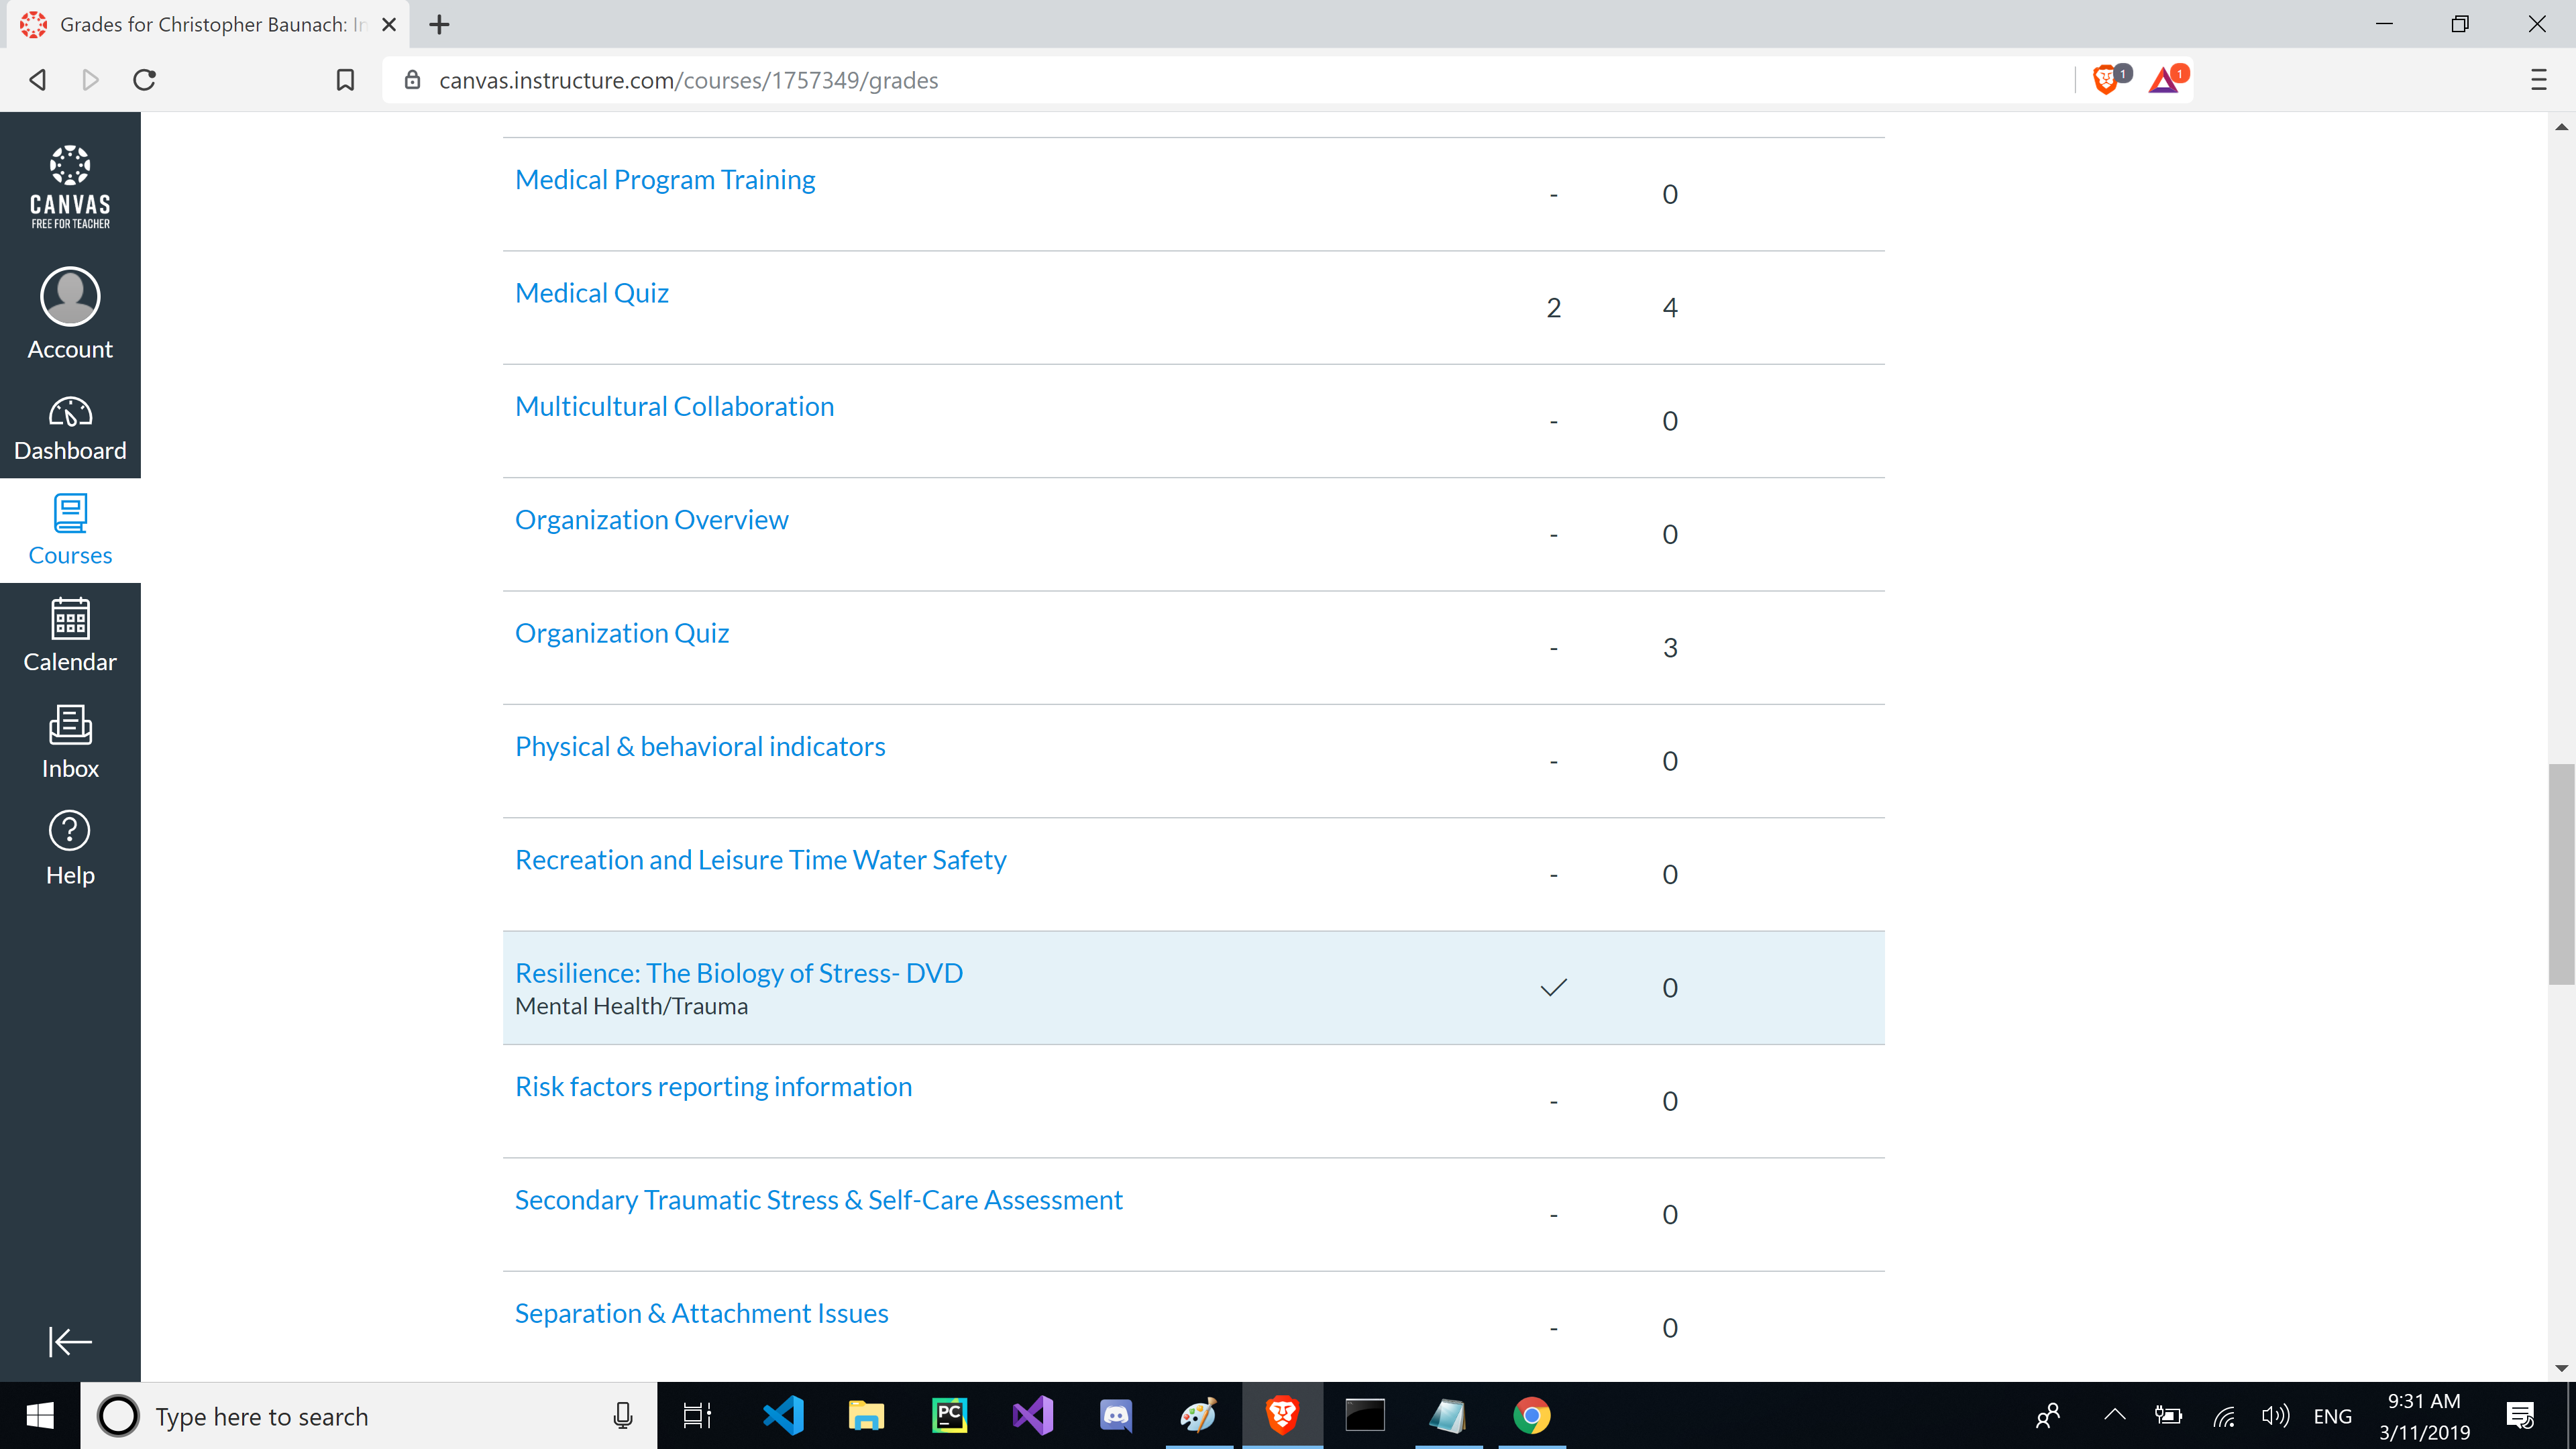 Grades for Christopher Baunach: In
canvas.instructure.com/courses/1757349/grades
1
1
CANVAS
FREE FOR TEACHER
Account
Dashboard
Courses
Calendar
Inbox
Help
Medical Program Training - 0
Medical Quiz 2 4
Multicultural Collaboration - 0
Organization Overview - 0
Organization Quiz - 3
Physical & behavioral indicators - 0
Recreation and Leisure Time Water Safety - 0
Resilience: The Biology of Stress- DVD 0
Mental Health/Trauma
Risk factors reporting information - 0
Secondary Traumatic Stress & Self-Care Assessment - 0
Separation & Attachment Issues - 0
Type here to search
PC
ENG
9:31 AM
3/11/2019